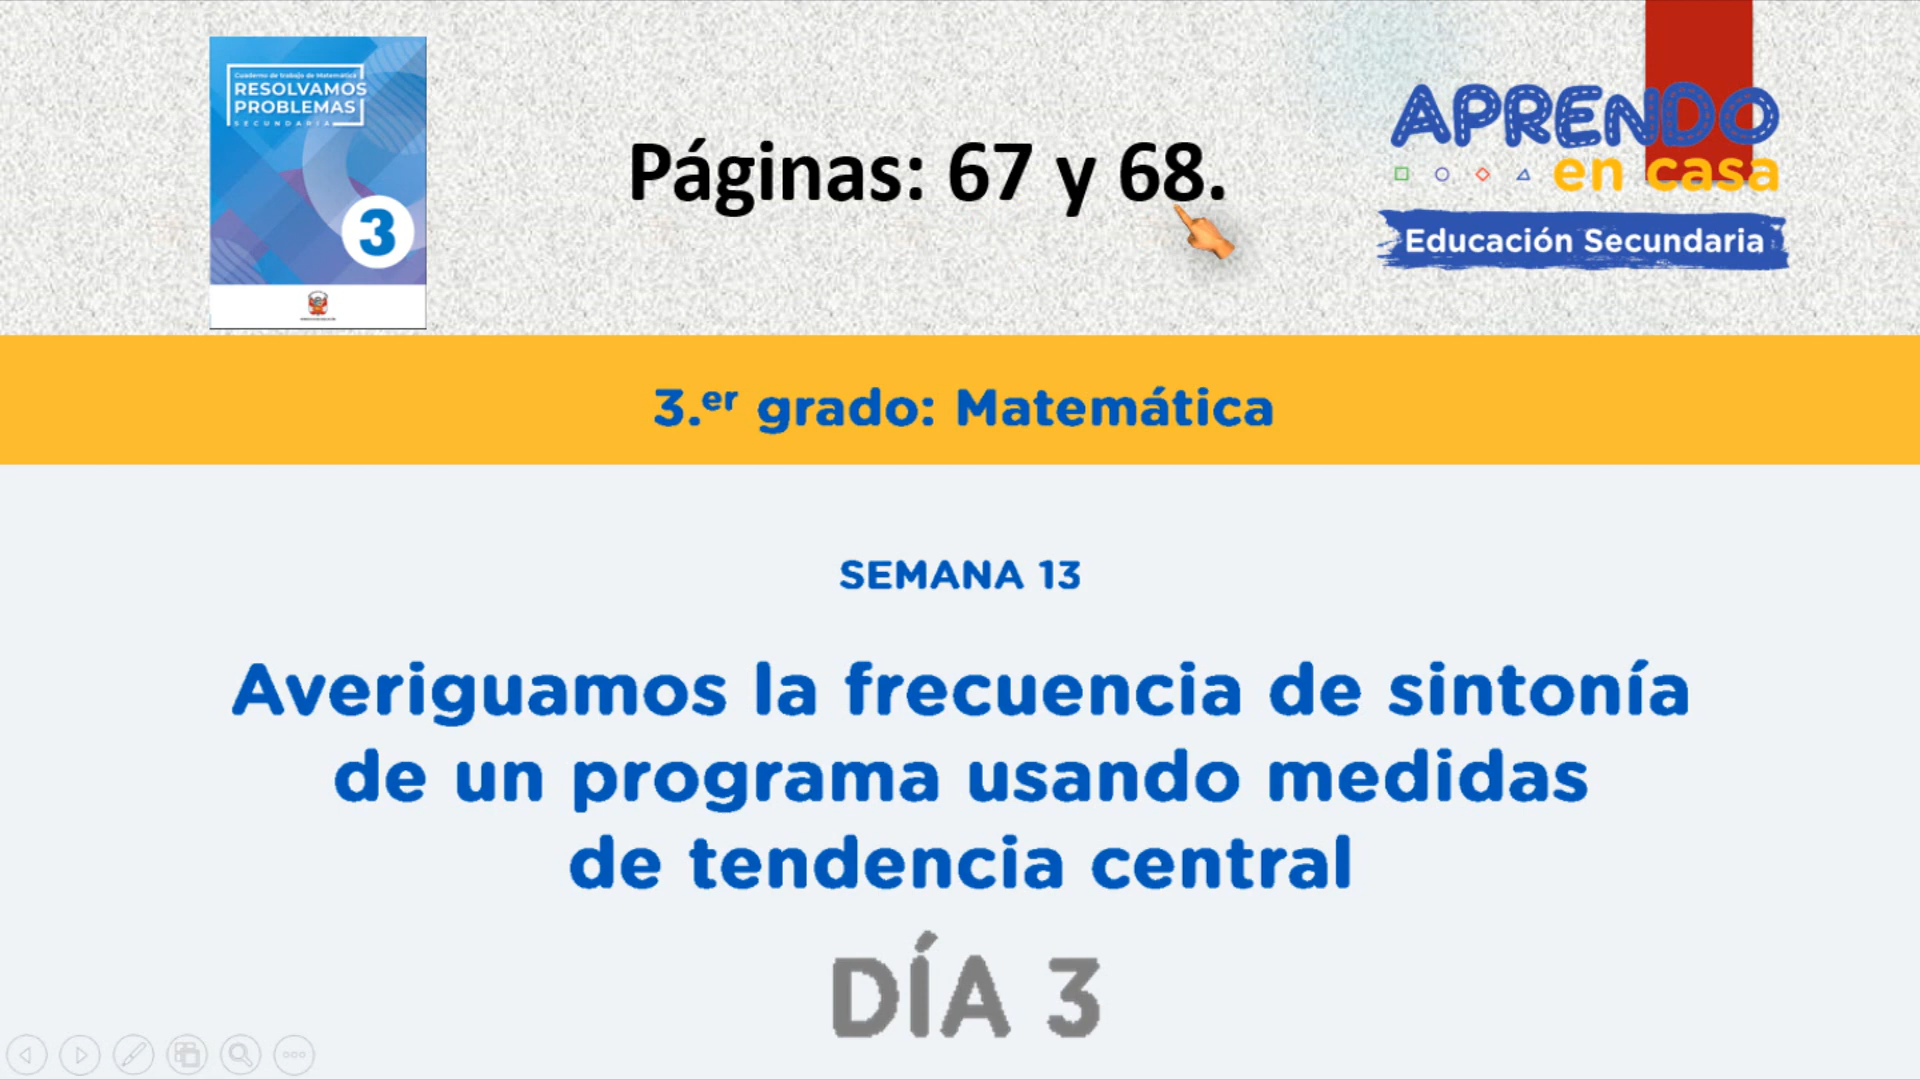 Cuaderno de trabajo de Matemática
RESOLVAMOS
PROBLEMAS
SECUNDARIA
3
Páginas: 67 y 68.
APRENDO
en casa
Educación Secundaria
3.er grado: Matemática
SEMANA 13
Averiguamos la frecuencia de sintonía
de un programa usando medidas
de tendencia central
DÍA 3